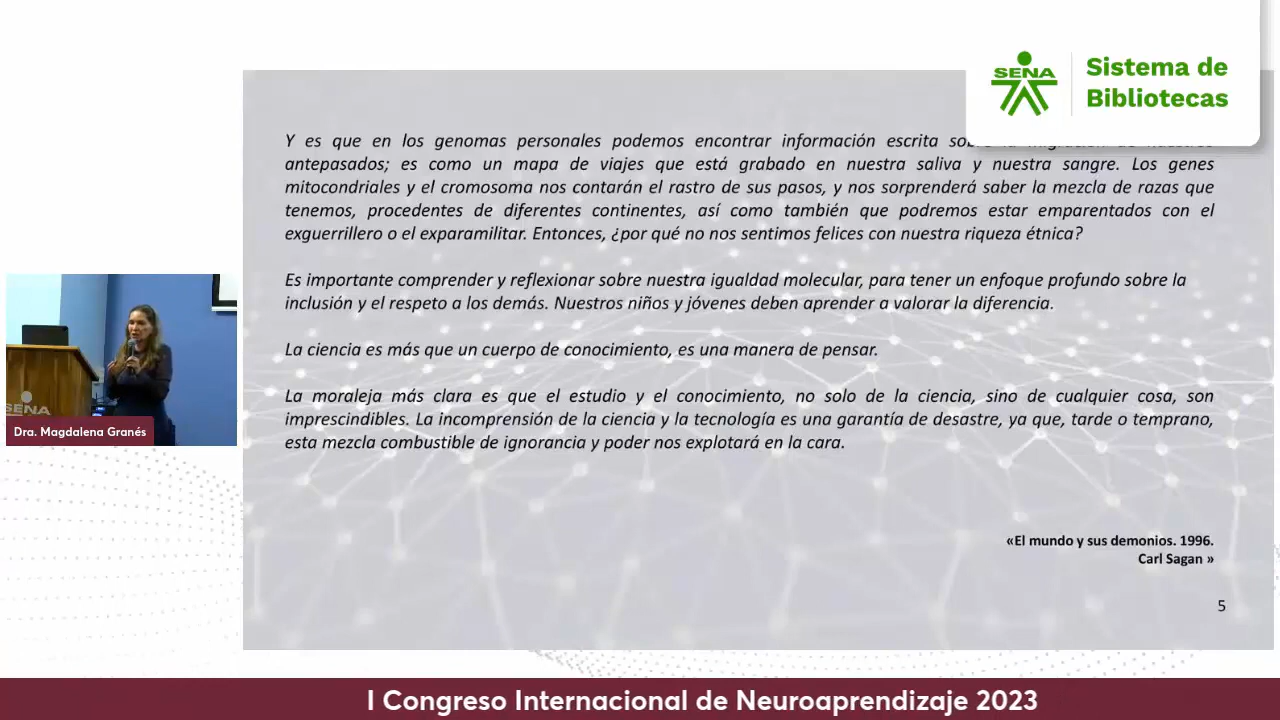 SENA
Sistema de
Bibliotecas
Y es que en los genomas personales podemos encontrar información escrita
antepasados; es como un mapa de viajes que está grabado en nuestra saliva y nuestra sangre. Los genes
mitocondriales y el cromosoma nos contarán el rastro de sus pasos, y nos sorprenderá saber la mezcla de razas que
tenemos, procedentes de diferentes continentes, así como también que podremos estar emparentados con el
exguerrillero o el exparamilitar. Entonces, ¿por qué no nos sentimos felices con nuestra riqueza étnica?
Es importante comprender y reflexionar sobre nuestra igualdad molecular, para tener un enfoque profundo sobre la
inclusión y el respeto a los demás. Nuestros niños y jóvenes deben aprender a valorar la diferencia.
La ciencia es más que un cuerpo de conocimiento, es una manera de pensar.
La moraleja más clara es que el estudio y el conocimiento, no solo de la ciencia, sino de cualquier cosa, son
imprescindibles. La incomprensión de la ciencia y la tecnología es una garantía de desastre, ya que, tarde o temprano,
esta mezcla combustible de ignorancia y poder nos explotará en la cara.
«El mundo y sus demonios. 1996.
Carl Sagan »
5
SENA
Dra. Magdalena Granés
I Congreso Internacional de Neuroaprendizaje 2023